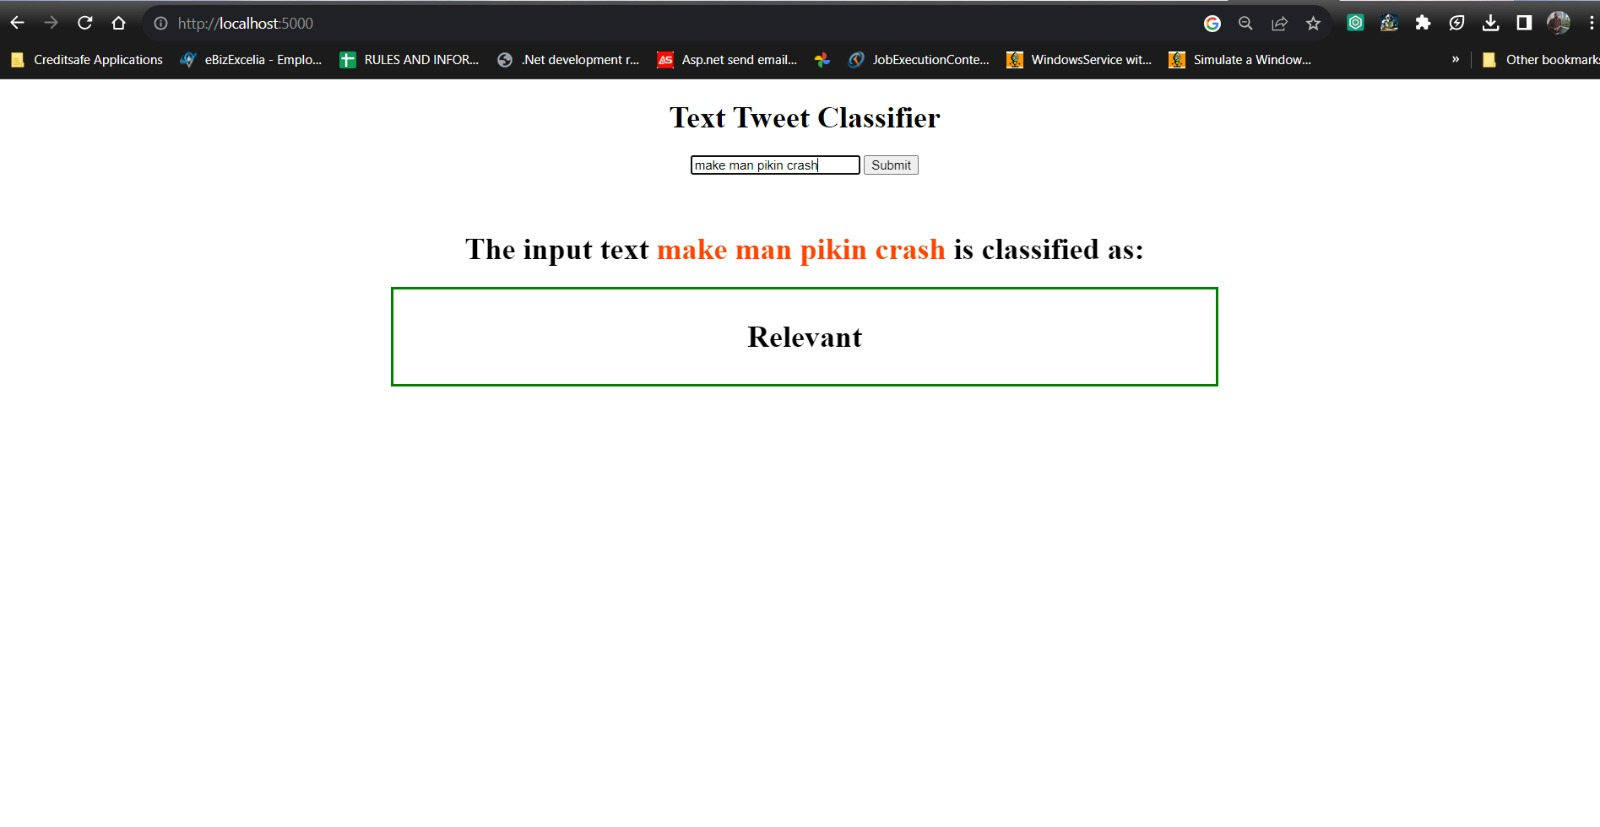 http://localhost:5000
Creditsafe Applications eBizExcelia - Emplo... RULES AND INFOR... .Net development r... Asp.net send email... JobExecutionConte... WindowsService wit... Simulate a Window... » Other bookmarks
Text Tweet Classifier
make man pikin crash Submit
The input text make man pikin crash is classified as:
Relevant